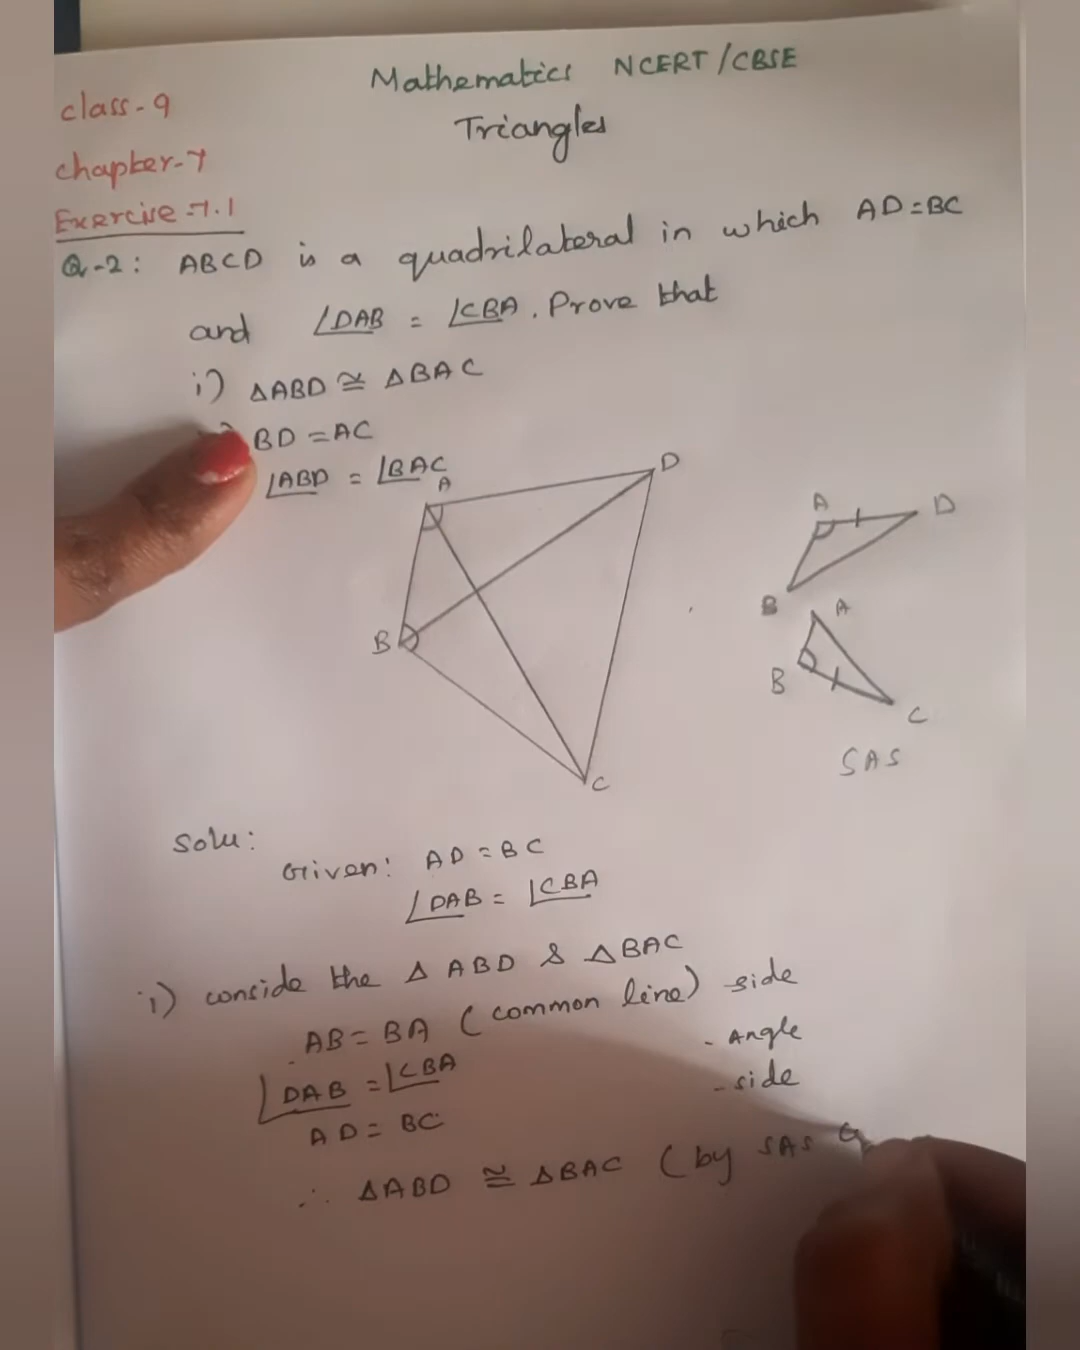 Mathematics NCERT/CBSE
Triangles
class-9
chapter-7
Exercise-7.1
Q-2: ABCD is a quadrilateral in which AD=BC
and ∠DAB = ∠CBA. Prove that
i) ΔABD ≅ ΔBAC
BD = AC
∠ABD = ∠BAC
A
D
B
C
A
D
B
A
B
C
SAS
Solu:
Given: AD = BC
∠DAB = ∠CBA
i) conside the Δ ABD & ΔBAC
AB = BA (common line) side
∠DAB = ∠CBA - Angle
AD = BC - side
∴ ΔABD ≅ ΔBAC (by SAS